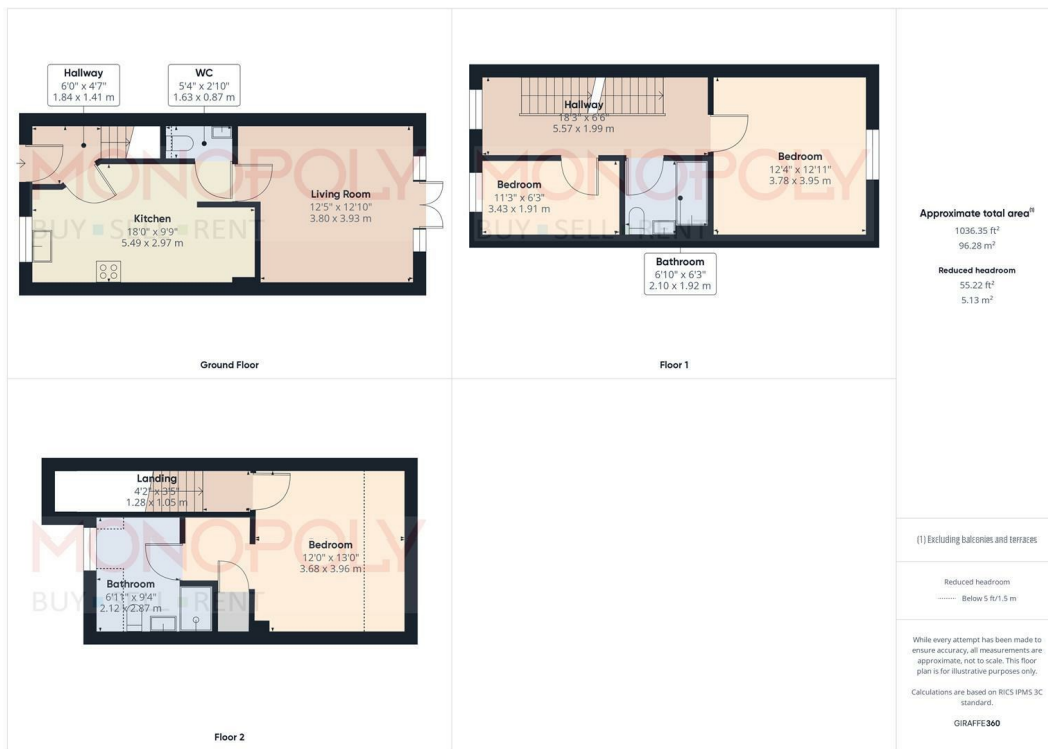 Hallway
6'0" x 4'7"
1.84 x 1.41 m
WC
5'4" x 2'10"
1.63 x 0.87 m
Living Room
12'5" x 12'10"
3.80 x 3.93 m
Kitchen
18'0" x 9'9"
5.49 x 2.97 m
MONOPOLY
BUY SELL RENT
Ground Floor
Hallway
18'3" x 6'6"
5.57 x 1.99 m
Bedroom
12'4" x 12'11"
3.78 x 3.95 m
Bedroom
11'3" x 6'3"
3.43 x 1.91 m
Bathroom
6'10" x 6'3"
2.10 x 1.92 m
MONOPOLY
BUY SELL RENT
Floor 1
Landing
4'2" x 3'5"
1.28 x 1.05 m
Bedroom
12'0" x 13'0"
3.68 x 3.96 m
Bathroom
6'11" x 9'4"
2.12 x 2.87 m
MONOPOLY
BUY SELL RENT
Floor 2
Approximate total area(1)
1036.35 ft²
96.28 m²
Reduced headroom
55.22 ft²
5.13 m²
(1) Excluding balconies and terraces
Reduced headroom
Below 5 ft/1.5 m
While every attempt has been made to
ensure accuracy, all measurements are
approximate, not to scale. This floor
plan is for illustrative purposes only.
Calculations are based on RICS IPMS 3C
standard.
GIRAFFE360